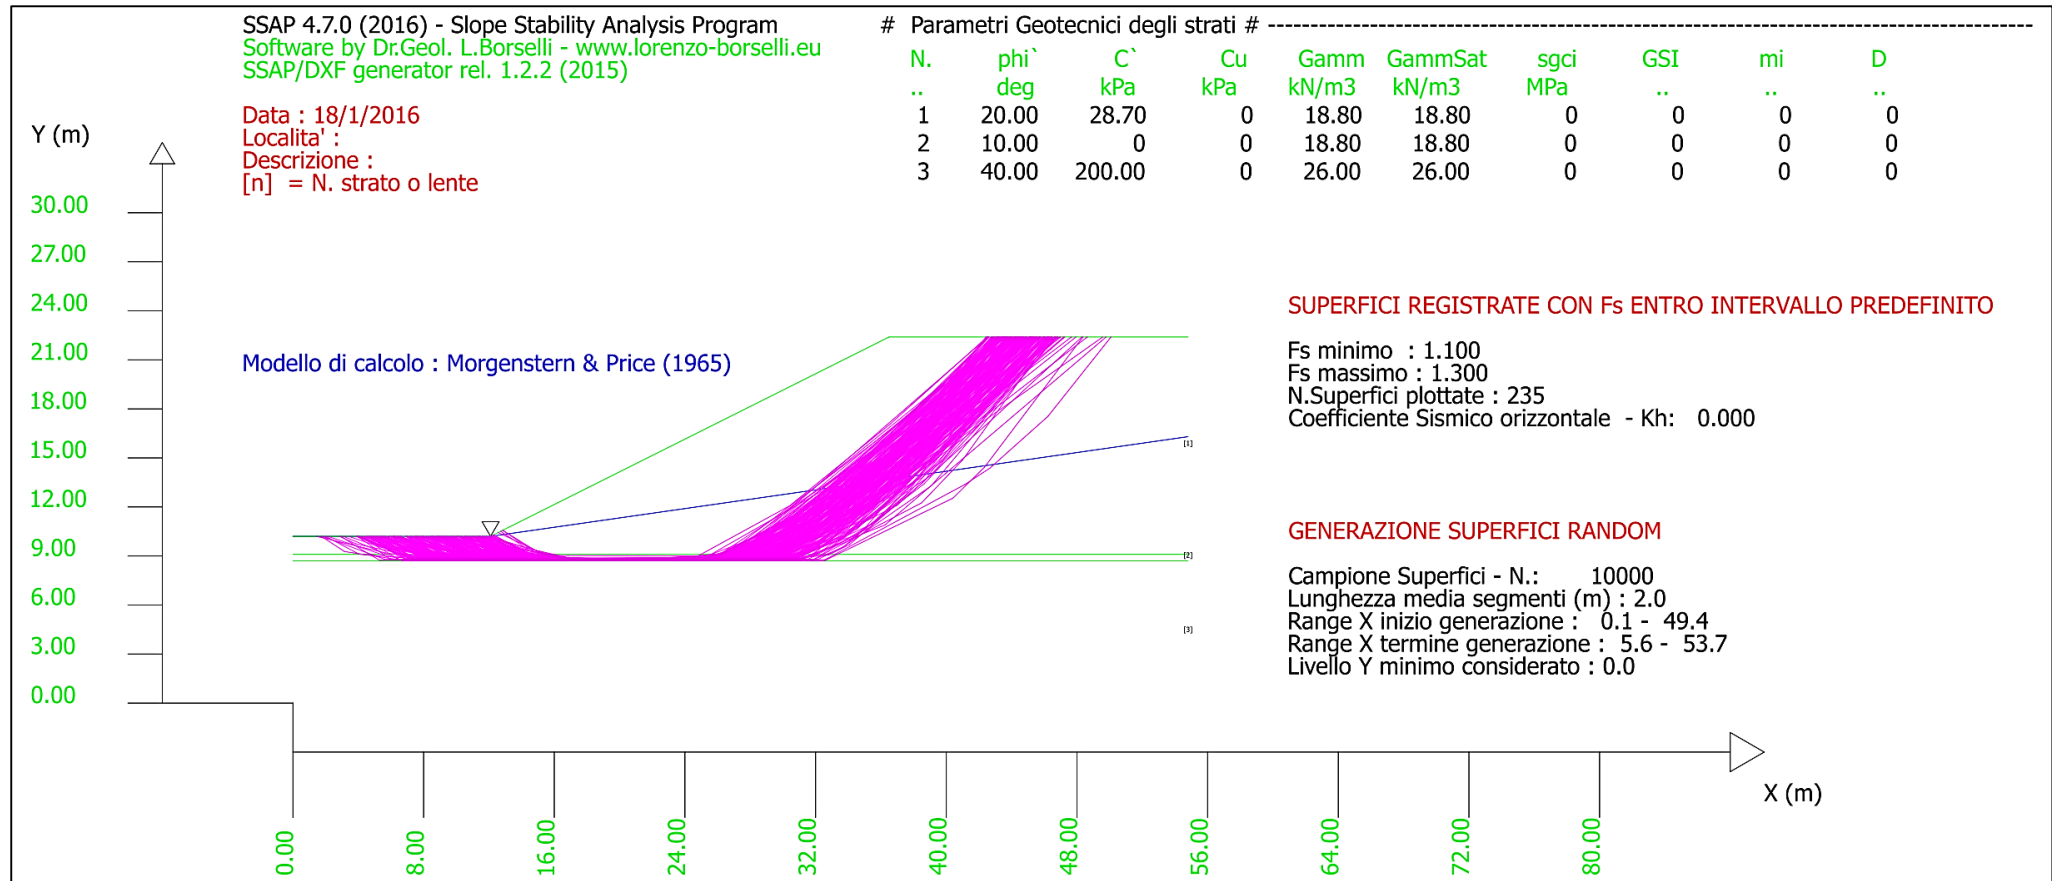 SSAP 4.7.0 (2016) - Slope Stability Analysis Program
Software by Dr.Geol. L.Borselli - www.lorenzo-borselli.eu
SSAP/DXF generator rel. 1.2.2 (2015)
Data : 18/1/2016
Localita' :
Descrizione :
[n] = N. strato o lente
# Parametri Geotecnici degli strati # ------------------------------------------------------------------------------------------
N. phi` C` Cu Gamm GammSat sgci GSI mi D
.. deg kPa kPa kN/m3 kN/m3 MPa .. .. ..
1 20.00 28.70 0 18.80 18.80 0 0 0 0
2 10.00 0 0 18.80 18.80 0 0 0 0
3 40.00 200.00 0 26.00 26.00 0 0 0 0
Y (m)
30.00
27.00
24.00
21.00
18.00
15.00
12.00
9.00
6.00
3.00
0.00
Modello di calcolo : Morgenstern & Price (1965)
[1]
[2]
[3]
SUPERFICI REGISTRATE CON Fs ENTRO INTERVALLO PREDEFINITO
Fs minimo : 1.100
Fs massimo : 1.300
N.Superfici plottate : 235
Coefficiente Sismico orizzontale - Kh: 0.000
GENERAZIONE SUPERFICI RANDOM
Campione Superfici - N.: 10000
Lunghezza media segmenti (m) : 2.0
Range X inizio generazione : 0.1 - 49.4
Range X termine generazione : 5.6 - 53.7
Livello Y minimo considerato : 0.0
X (m)
0.00
8.00
16.00
24.00
32.00
40.00
48.00
56.00
64.00
72.00
80.00